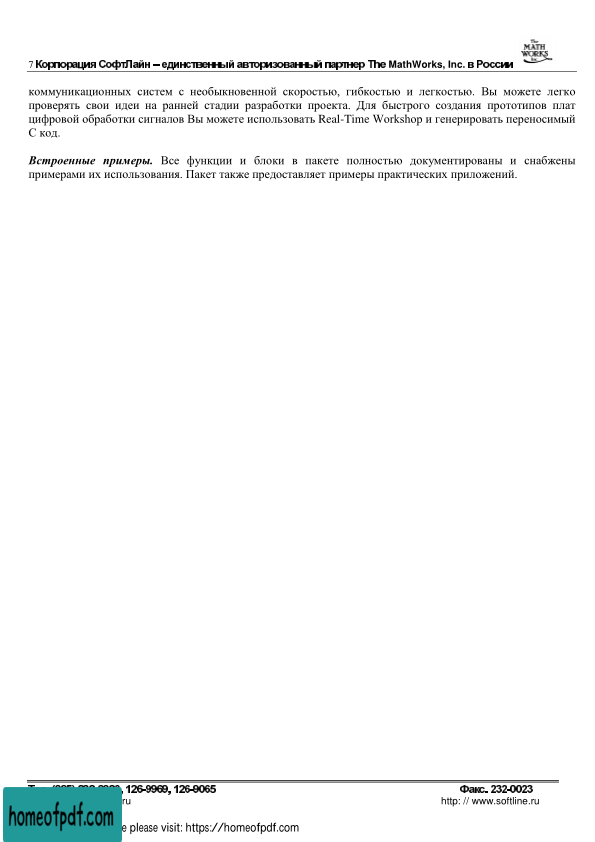 The
MATH
WORKS
Inc.
7 Корпорация СофтЛайн – единственный авторизованный партнер The MathWorks, Inc. в России
коммуникационных систем с необыкновенной скоростью, гибкостью и легкостью. Вы можете легко
проверять свои идеи на ранней стадии разработки проекта. Для быстрого создания прототипов плат
цифровой обработки сигналов Вы можете использовать Real-Time Workshop и генерировать переносимый
С код.
Встроенные примеры. Все функции и блоки в пакете полностью документированы и снабжены
примерами их использования. Пакет также предоставляет примеры практических приложений.
126-9969, 126-9065 Факс. 232-0023
ru http: // www.softline.ru
homeofpdf.com
please visit: https://homeofpdf.com